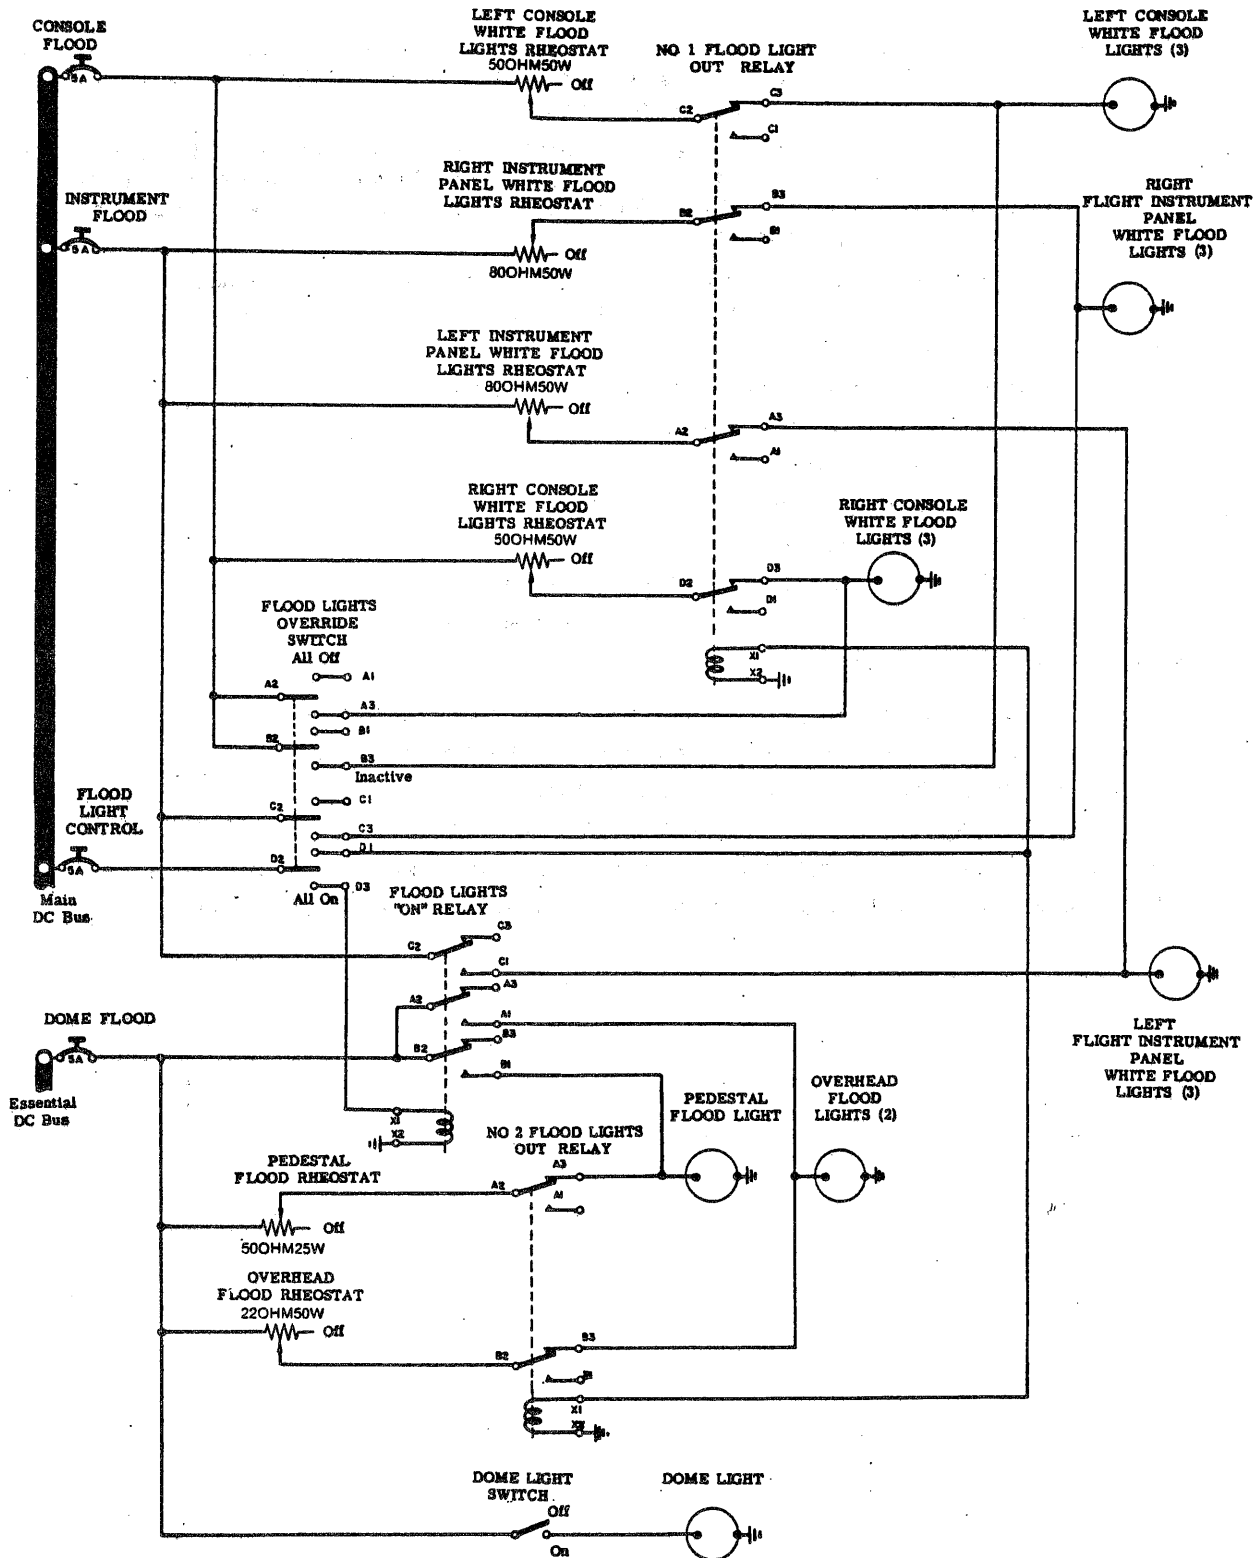 CONSOLE
FLOOD
5A
LEFT CONSOLE
WHITE FLOOD
LIGHTS RHEOSTAT
50OHM50W
Off
NO 1 FLOOD LIGHT
OUT RELAY
C2
C3
C1
LEFT CONSOLE
WHITE FLOOD
LIGHTS (3)
INSTRUMENT
FLOOD
5A
RIGHT INSTRUMENT
PANEL WHITE FLOOD
LIGHTS RHEOSTAT
Off
80OHM50W
B2
B3
B1
RIGHT
FLIGHT INSTRUMENT
PANEL
WHITE FLOOD
LIGHTS (3)
LEFT INSTRUMENT
PANEL WHITE FLOOD
LIGHTS RHEOSTAT
80OHM50W
Off
A2
A3
A1
RIGHT CONSOLE
WHITE FLOOD
LIGHTS RHEOSTAT
50OHM50W
Off
D2
D3
D1
X1
X2
RIGHT CONSOLE
WHITE FLOOD
LIGHTS (3)
FLOOD LIGHTS
OVERRIDE
SWITCH
All Off
A2
A1
A3
B1
B2
B3
Inactive
C1
C2
C3
D1
D2
D3
All On
FLOOD
LIGHT
CONTROL
5A
Main
DC Bus
FLOOD LIGHTS
"ON" RELAY
C2
C3
C1
A2
A3
A1
B3
B2
B1
X1
X2
DOME FLOOD
5A
Essential
DC Bus
LEFT
FLIGHT INSTRUMENT
PANEL
WHITE FLOOD
LIGHTS (3)
PEDESTAL
FLOOD LIGHT
OVERHEAD
FLOOD
LIGHTS (2)
NO 2 FLOOD LIGHTS
OUT RELAY
A3
A2
A1
PEDESTAL
FLOOD RHEOSTAT
Off
50OHM25W
OVERHEAD
FLOOD RHEOSTAT
22OHM50W
Off
B2
B3
B1
X1
X2
DOME LIGHT
SWITCH
Off
On
DOME LIGHT